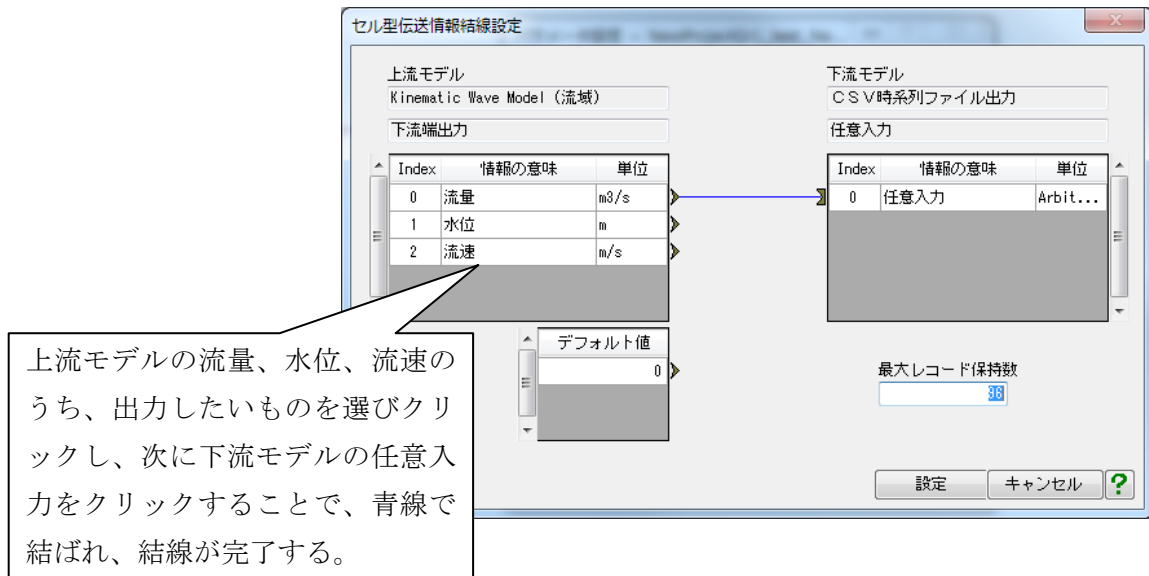 セル型伝送情報結線設定
上流モデル
Kinematic Wave Model (流域)
下流端出力
Index 情報の意味 単位
0 流量 m3/s
1 水位 m
2 流速 m/s
下流モデル
CSV時系列ファイル出力
任意入力
Index 情報の意味 単位
0 任意入力 Arbit...
デフォルト値
0
最大レコード保持数
96
設定 キャンセル ?
上流モデルの流量、水位、流速の
うち、出力したいものを選びクリ
ックし、次に下流モデルの任意入
力をクリックすることで、青線で
結ばれ、結線が完了する。